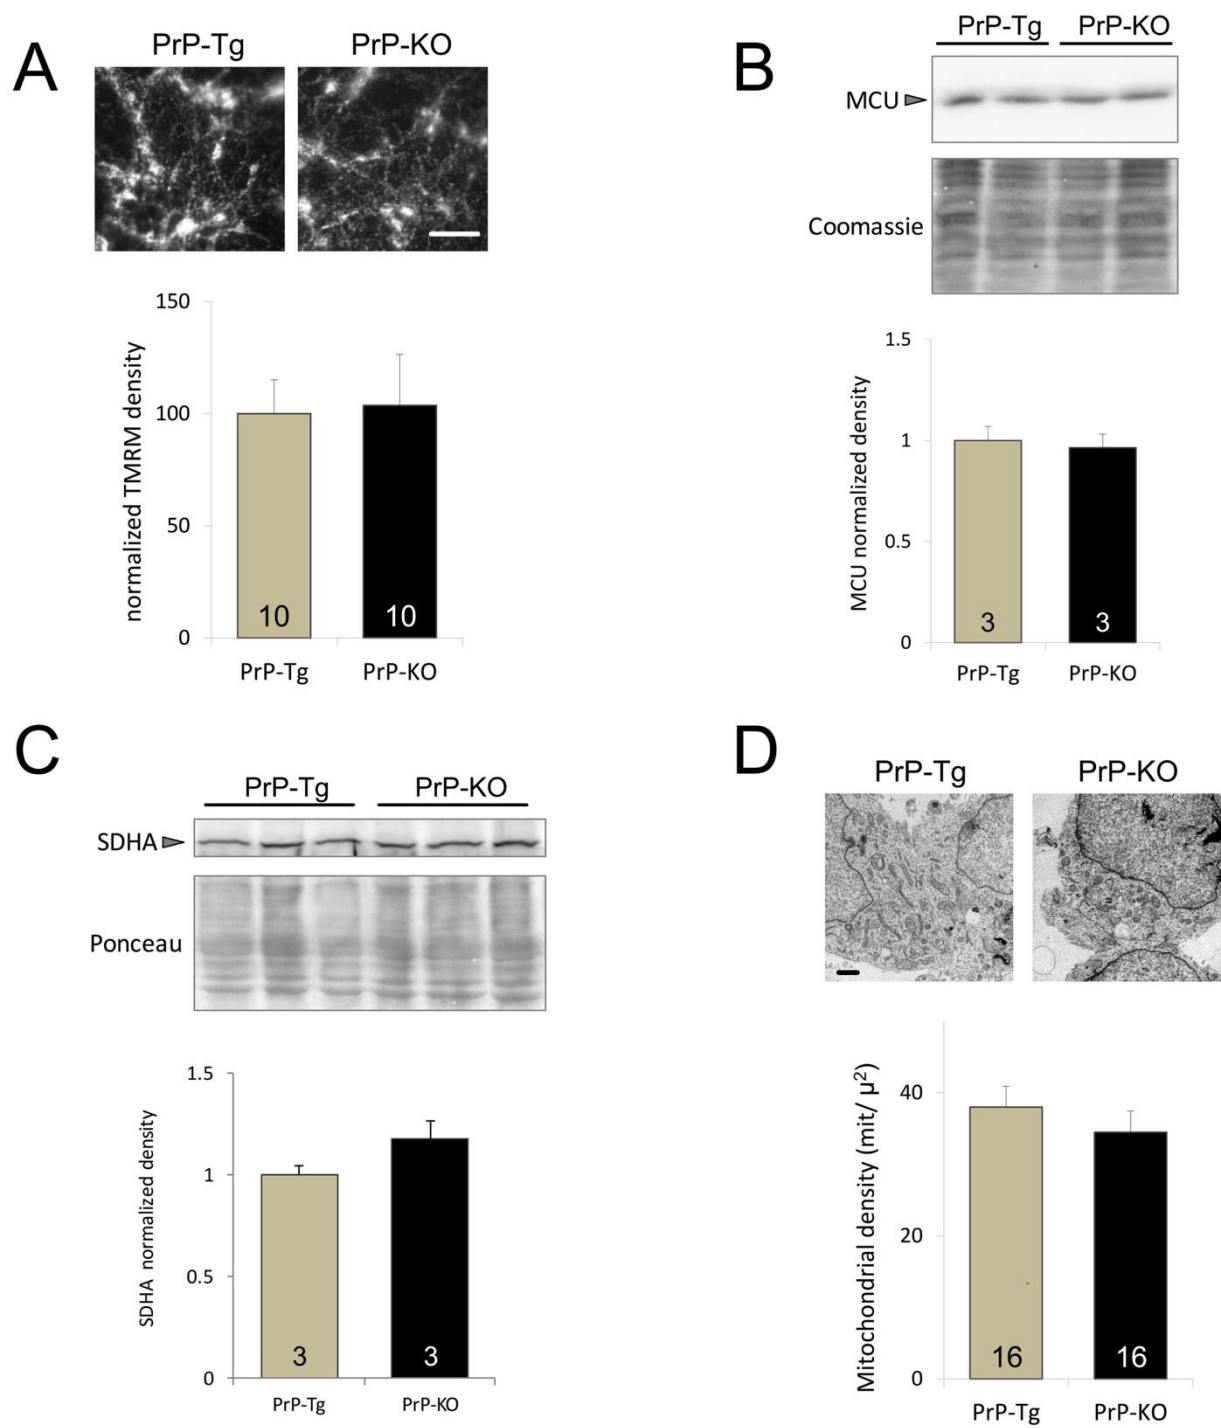 A
PrP-Tg PrP-KO
normalized TMRM density
150
100
50
0
10 10
PrP-Tg PrP-KO
B
PrP-Tg PrP-KO
MCU
Coomassie
MCU normalized density
1.5
1
0.5
0
3 3
PrP-Tg PrP-KO
C
PrP-Tg PrP-KO
SDHA
Ponceau
SDHA normalized density
1.5
1
0.5
0
3 3
PrP-Tg PrP-KO
D
PrP-Tg PrP-KO
Mitochondrial density (mit/ µ²)
40
20
0
16 16
PrP-Tg PrP-KO